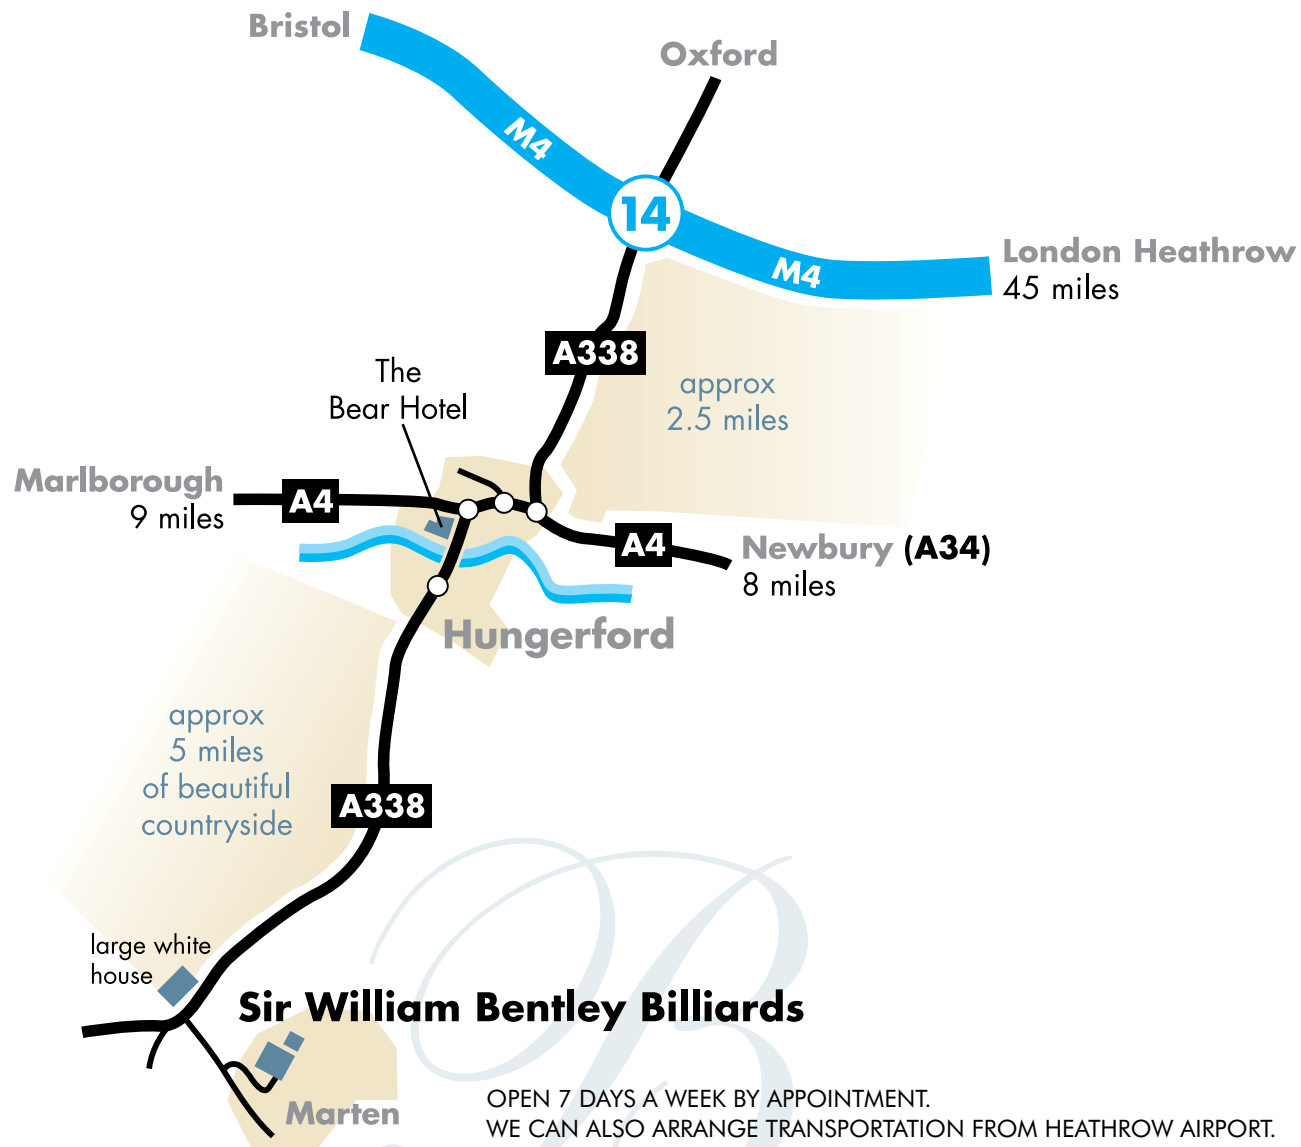 Bristol
Oxford
M4
14
London Heathrow
45 miles
M4
A338
The
Bear Hotel
approx
2.5 miles
Marlborough
9 miles
A4
A4
Newbury (A34)
8 miles
Hungerford
approx
5 miles
of beautiful
countryside
A338
large white
house
Sir William Bentley Billiards
Marten
B
OPEN 7 DAYS A WEEK BY APPOINTMENT.
WE CAN ALSO ARRANGE TRANSPORTATION FROM HEATHROW AIRPORT.